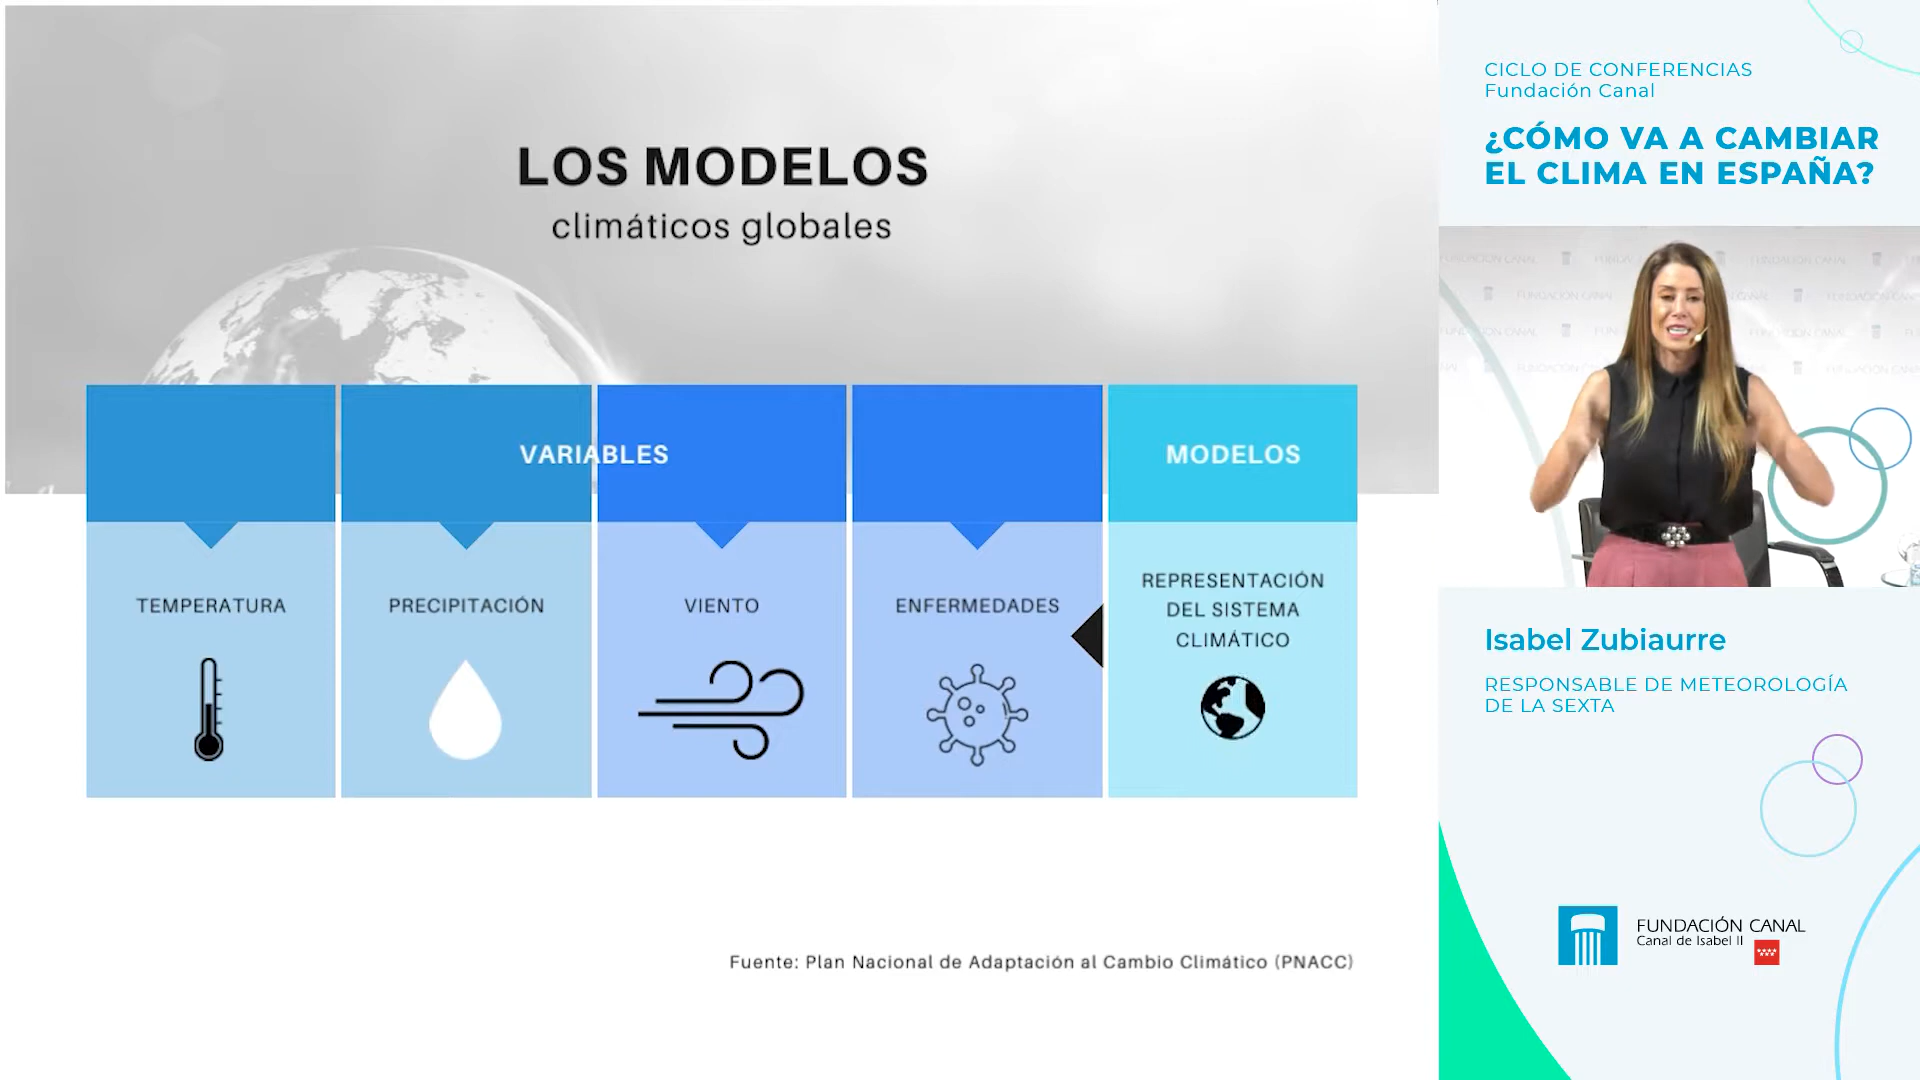 LOS MODELOS
climáticos globales
VARIABLES
MODELOS
TEMPERATURA
PRECIPITACIÓN
VIENTO
ENFERMEDADES
REPRESENTACIÓN
DEL SISTEMA
CLIMÁTICO
Fuente: Plan Nacional de Adaptación al Cambio Climático (PNACC)
CICLO DE CONFERENCIAS
Fundación Canal
¿CÓMO VA A CAMBIAR
EL CLIMA EN ESPAÑA?
FUNDACIÓN CANAL
Isabel Zubiaurre
RESPONSABLE DE METEOROLOGÍA
DE LA SEXTA
FUNDACIÓN CANAL
Canal de Isabel II